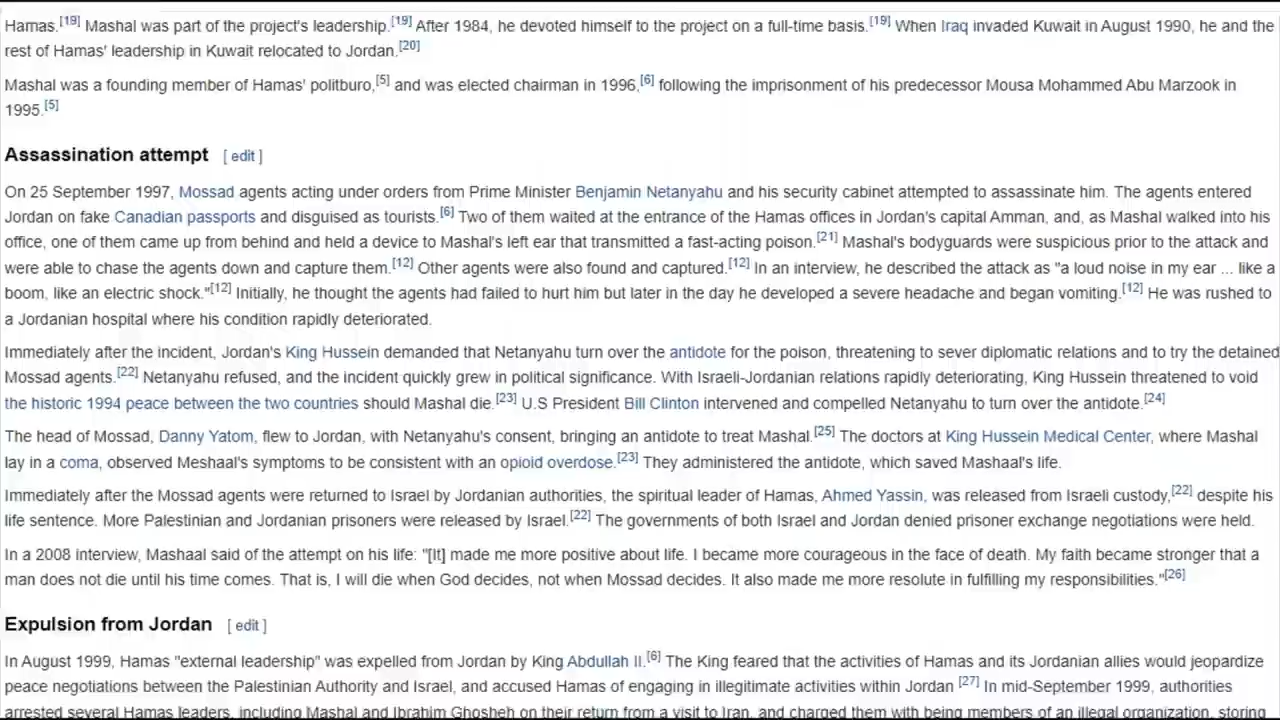 Hamas.[19] Mashal was part of the project's leadership.[19] After 1984, he devoted himself to the project on a full-time basis.[19] When Iraq invaded Kuwait in August 1990, he and the
rest of Hamas' leadership in Kuwait relocated to Jordan.[20]
Mashal was a founding member of Hamas' politburo,[5] and was elected chairman in 1996,[6] following the imprisonment of his predecessor Mousa Mohammed Abu Marzook in
1995.[5]
Assassination attempt [ edit ]
On 25 September 1997, Mossad agents acting under orders from Prime Minister Benjamin Netanyahu and his security cabinet attempted to assassinate him. The agents entered
Jordan on fake Canadian passports and disguised as tourists.[6] Two of them waited at the entrance of the Hamas offices in Jordan's capital Amman, and, as Mashal walked into his
office, one of them came up from behind and held a device to Mashal's left ear that transmitted a fast-acting poison.[21] Mashal's bodyguards were suspicious prior to the attack and
were able to chase the agents down and capture them.[12] Other agents were also found and captured.[12] In an interview, he described the attack as "a loud noise in my ear ... like a
boom, like an electric shock."[12] Initially, he thought the agents had failed to hurt him but later in the day he developed a severe headache and began vomiting.[12] He was rushed to
a Jordanian hospital where his condition rapidly deteriorated.
Immediately after the incident, Jordan's King Hussein demanded that Netanyahu turn over the antidote for the poison, threatening to sever diplomatic relations and to try the detained
Mossad agents.[22] Netanyahu refused, and the incident quickly grew in political significance. With Israeli-Jordanian relations rapidly deteriorating, King Hussein threatened to void
the historic 1994 peace between the two countries should Mashal die.[23] U.S President Bill Clinton intervened and compelled Netanyahu to turn over the antidote.[24]
The head of Mossad, Danny Yatom, flew to Jordan, with Netanyahu's consent, bringing an antidote to treat Mashal.[25] The doctors at King Hussein Medical Center, where Mashal
lay in a coma, observed Meshaal's symptoms to be consistent with an opioid overdose.[23] They administered the antidote, which saved Mashaal's life.
Immediately after the Mossad agents were returned to Israel by Jordanian authorities, the spiritual leader of Hamas, Ahmed Yassin, was released from Israeli custody,[22] despite his
life sentence. More Palestinian and Jordanian prisoners were released by Israel.[22] The governments of both Israel and Jordan denied prisoner exchange negotiations were held.
In a 2008 interview, Mashaal said of the attempt on his life: "[It] made me more positive about life. I became more courageous in the face of death. My faith became stronger that a
man does not die until his time comes. That is, I will die when God decides, not when Mossad decides. It also made me more resolute in fulfilling my responsibilities."[26]
Expulsion from Jordan [ edit ]
In August 1999, Hamas "external leadership" was expelled from Jordan by King Abdullah II.[6] The King feared that the activities of Hamas and its Jordanian allies would jeopardize
peace negotiations between the Palestinian Authority and Israel, and accused Hamas of engaging in illegitimate activities within Jordan [27] In mid-September 1999, authorities
arrested several Hamas leaders, including Mashal and Ibrahim Ghosheh on their return from a visit to Iran, and charged them with being members of an illegal organization, storing